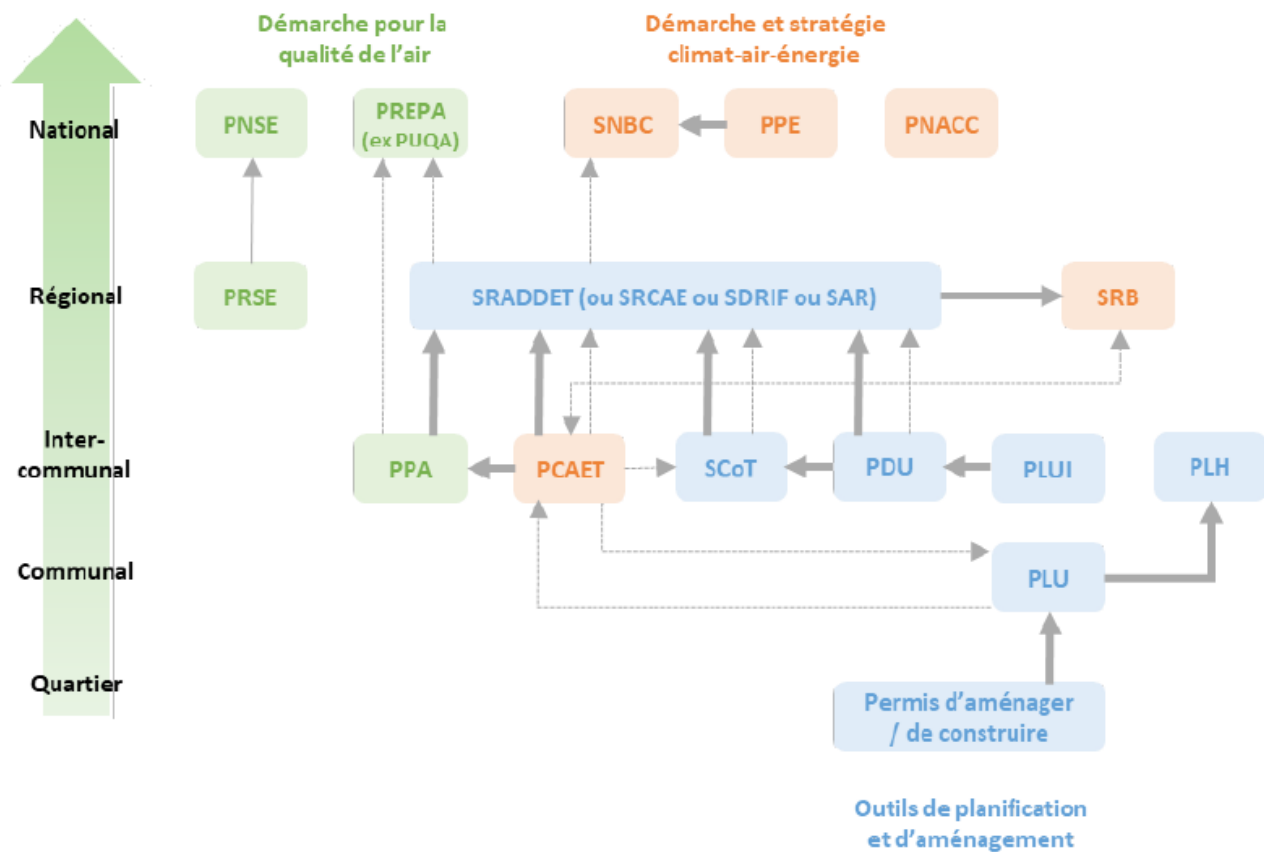 Démarche pour la
qualité de l'air
Démarche et stratégie
climat-air-énergie
National
PNSE
PREPA
(ex PUQA)
SNBC
PPE
PNACC
Régional
PRSE
SRADDET (ou SRCAE ou SDRIF ou SAR)
SRB
Inter-
communal
PPA
PCAET
SCoT
PDU
PLUI
PLH
Communal
PLU
Quartier
Permis d'aménager
/ de construire
Outils de planification
et d'aménagement